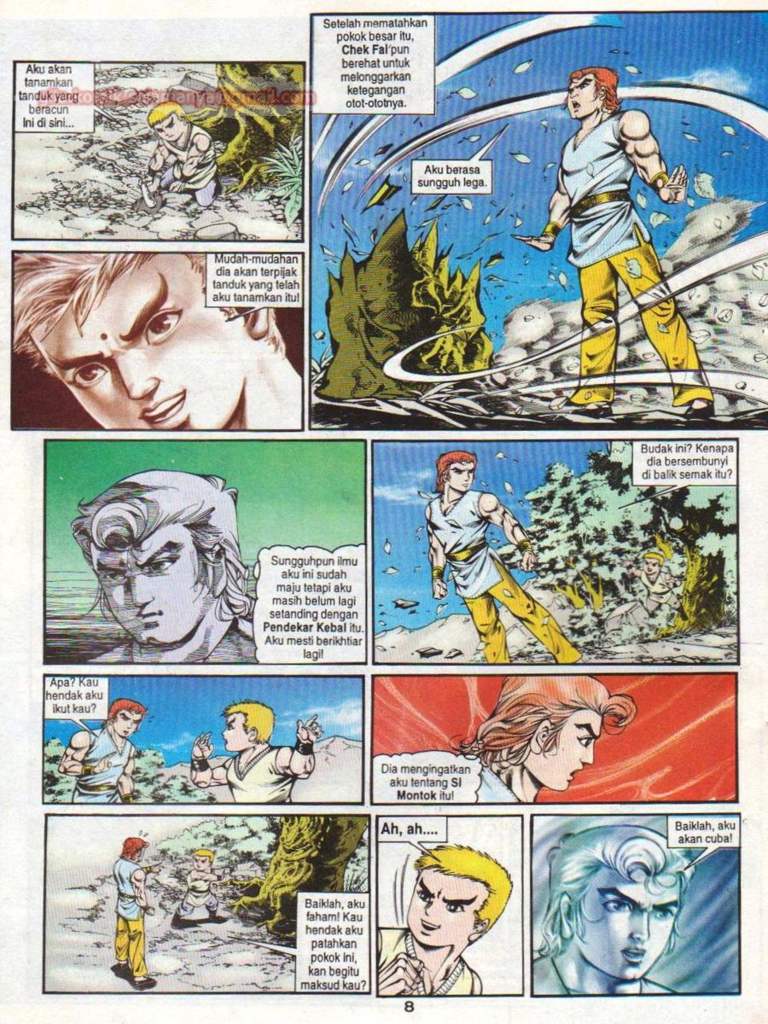 Aku akan
tanamkan
tanduk yang
beracun
Ini di sini...
Mudah-mudahan
dia akan terpijak
tanduk yang telah
aku tanamkan itu!
Setelah mematahkan
pokok besar itu,
Chek Fai pun
berehat untuk
melonggarkan
ketegangan
otot-ototnya.
Aku berasa
sungguh lega.
Sungguhpun ilmu
aku ini sudah
maju tetapi aku
masih belum lagi
setanding dengan
Pendekar Kebal itu.
Aku mesti berikhtiar
lagi!
Budak ini? Kenapa
dia bersembunyi
di balik semak itu?
Apa? Kau
hendak aku
ikut kau?
Dia mengingatkan
aku tentang SI
Montok itu!
Baiklah, aku
faham! Kau
hendak aku
patahkan
pokok ini,
kan begitu
maksud kau?
Ah, ah....
Baiklah, aku
akan cuba!
8